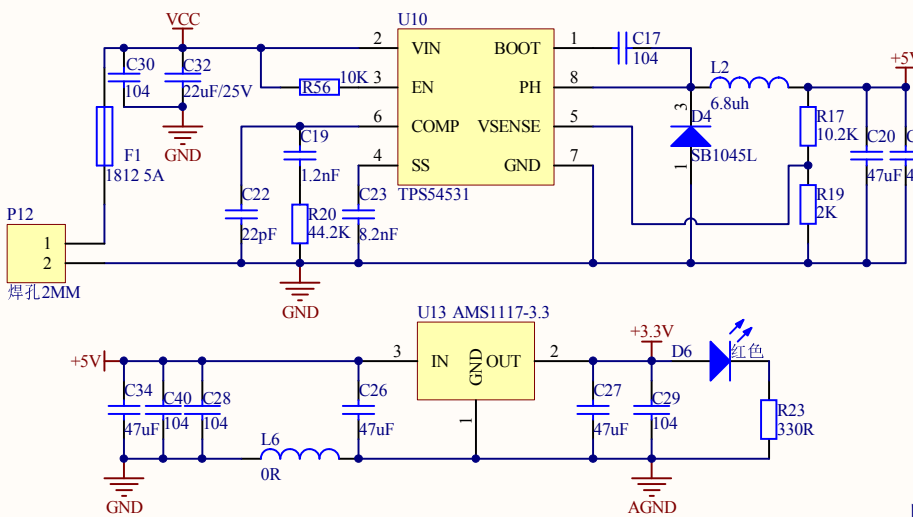 U10
VCC
+5V
2 VIN BOOT 1
C17
104
C30
104
C32
22uF/25V
10K
R56
3 EN PH 8
L2
6.8uh
6 COMP VSENSE 5
3
D4
SB1045L
1
R17
10.2K
C20
47uF
GND
F1
1812 5A
C19
1.2nF
4 SS GND 7
TPS54531
C22
22pF
R20
44.2K
C23
8.2nF
R19
2K
P12
1
2
焊孔2MM
GND
U13 AMS1117-3.3
+3.3V
+5V
3 IN GND OUT 2
1
D6
红色
C34
47uF
C40
104
C28
104
C26
47uF
C27
47uF
C29
104
R23
330R
L6
0R
GND
AGND